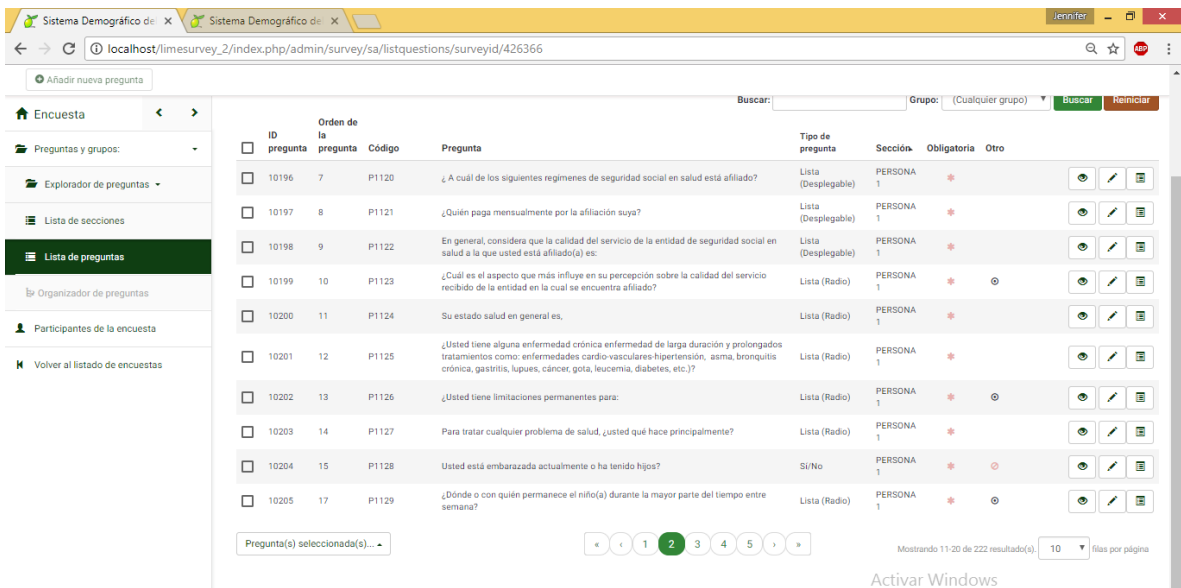 Sistema Demográfico de
Sistema Demográfico de
Jennifer
localhost/limesurvey_2/index.php/admin/survey/sa/listquestions/surveyid/426366
ABP
Añadir nueva pregunta
Encuesta
Preguntas y grupos:
Explorador de preguntas
Lista de secciones
Lista de preguntas
Organizador de preguntas
Participantes de la encuesta
Volver al listado de encuestas
Buscar: Grupo: (Cualquier grupo) Buscar Reiniciar
ID pregunta Orden de la pregunta Código Pregunta Tipo de pregunta Sección Obligatoria Otro
10196 7 P1120 ¿ A cuál de los siguientes regímenes de seguridad social en salud está afiliado? Lista (Desplegable) PERSONA 1
10197 8 P1121 ¿Quién paga mensualmente por la afiliación suya? Lista (Desplegable) PERSONA 1
10198 9 P1122 En general, considera que la calidad del servicio de la entidad de seguridad social en salud a la que usted está afiliado(a) es: Lista (Desplegable) PERSONA 1
10199 10 P1123 ¿Cuál es el aspecto que más influye en su percepción sobre la calidad del servicio recibido de la entidad en la cual se encuentra afiliado? Lista (Radio) PERSONA 1
10200 11 P1124 Su estado salud en general es, Lista (Radio) PERSONA 1
10201 12 P1125 ¿Usted tiene alguna enfermedad crónica enfermedad de larga duración y prolongados tratamientos como: enfermedades cardio-vasculares-hipertensión, asma, bronquitis crónica, gastritis, lupues, cáncer, gota, leucemia, diabetes, etc.)? Lista (Radio) PERSONA 1
10202 13 P1126 ¿Usted tiene limitaciones permanentes para: Lista (Radio) PERSONA 1
10203 14 P1127 Para tratar cualquier problema de salud, ¿usted qué hace principalmente? Lista (Radio) PERSONA 1
10204 15 P1128 Usted está embarazada actualmente o ha tenido hijos? Sí/No PERSONA 1
10205 17 P1129 ¿Dónde o con quién permanece el niño(a) durante la mayor parte del tiempo entre semana? Lista (Radio) PERSONA 1
Pregunta(s) seleccionada(s)...
« ‹ 1 2 3 4 5 › »
Mostrando 11-20 de 222 resultado(s). 10 filas por página
Activar Windows